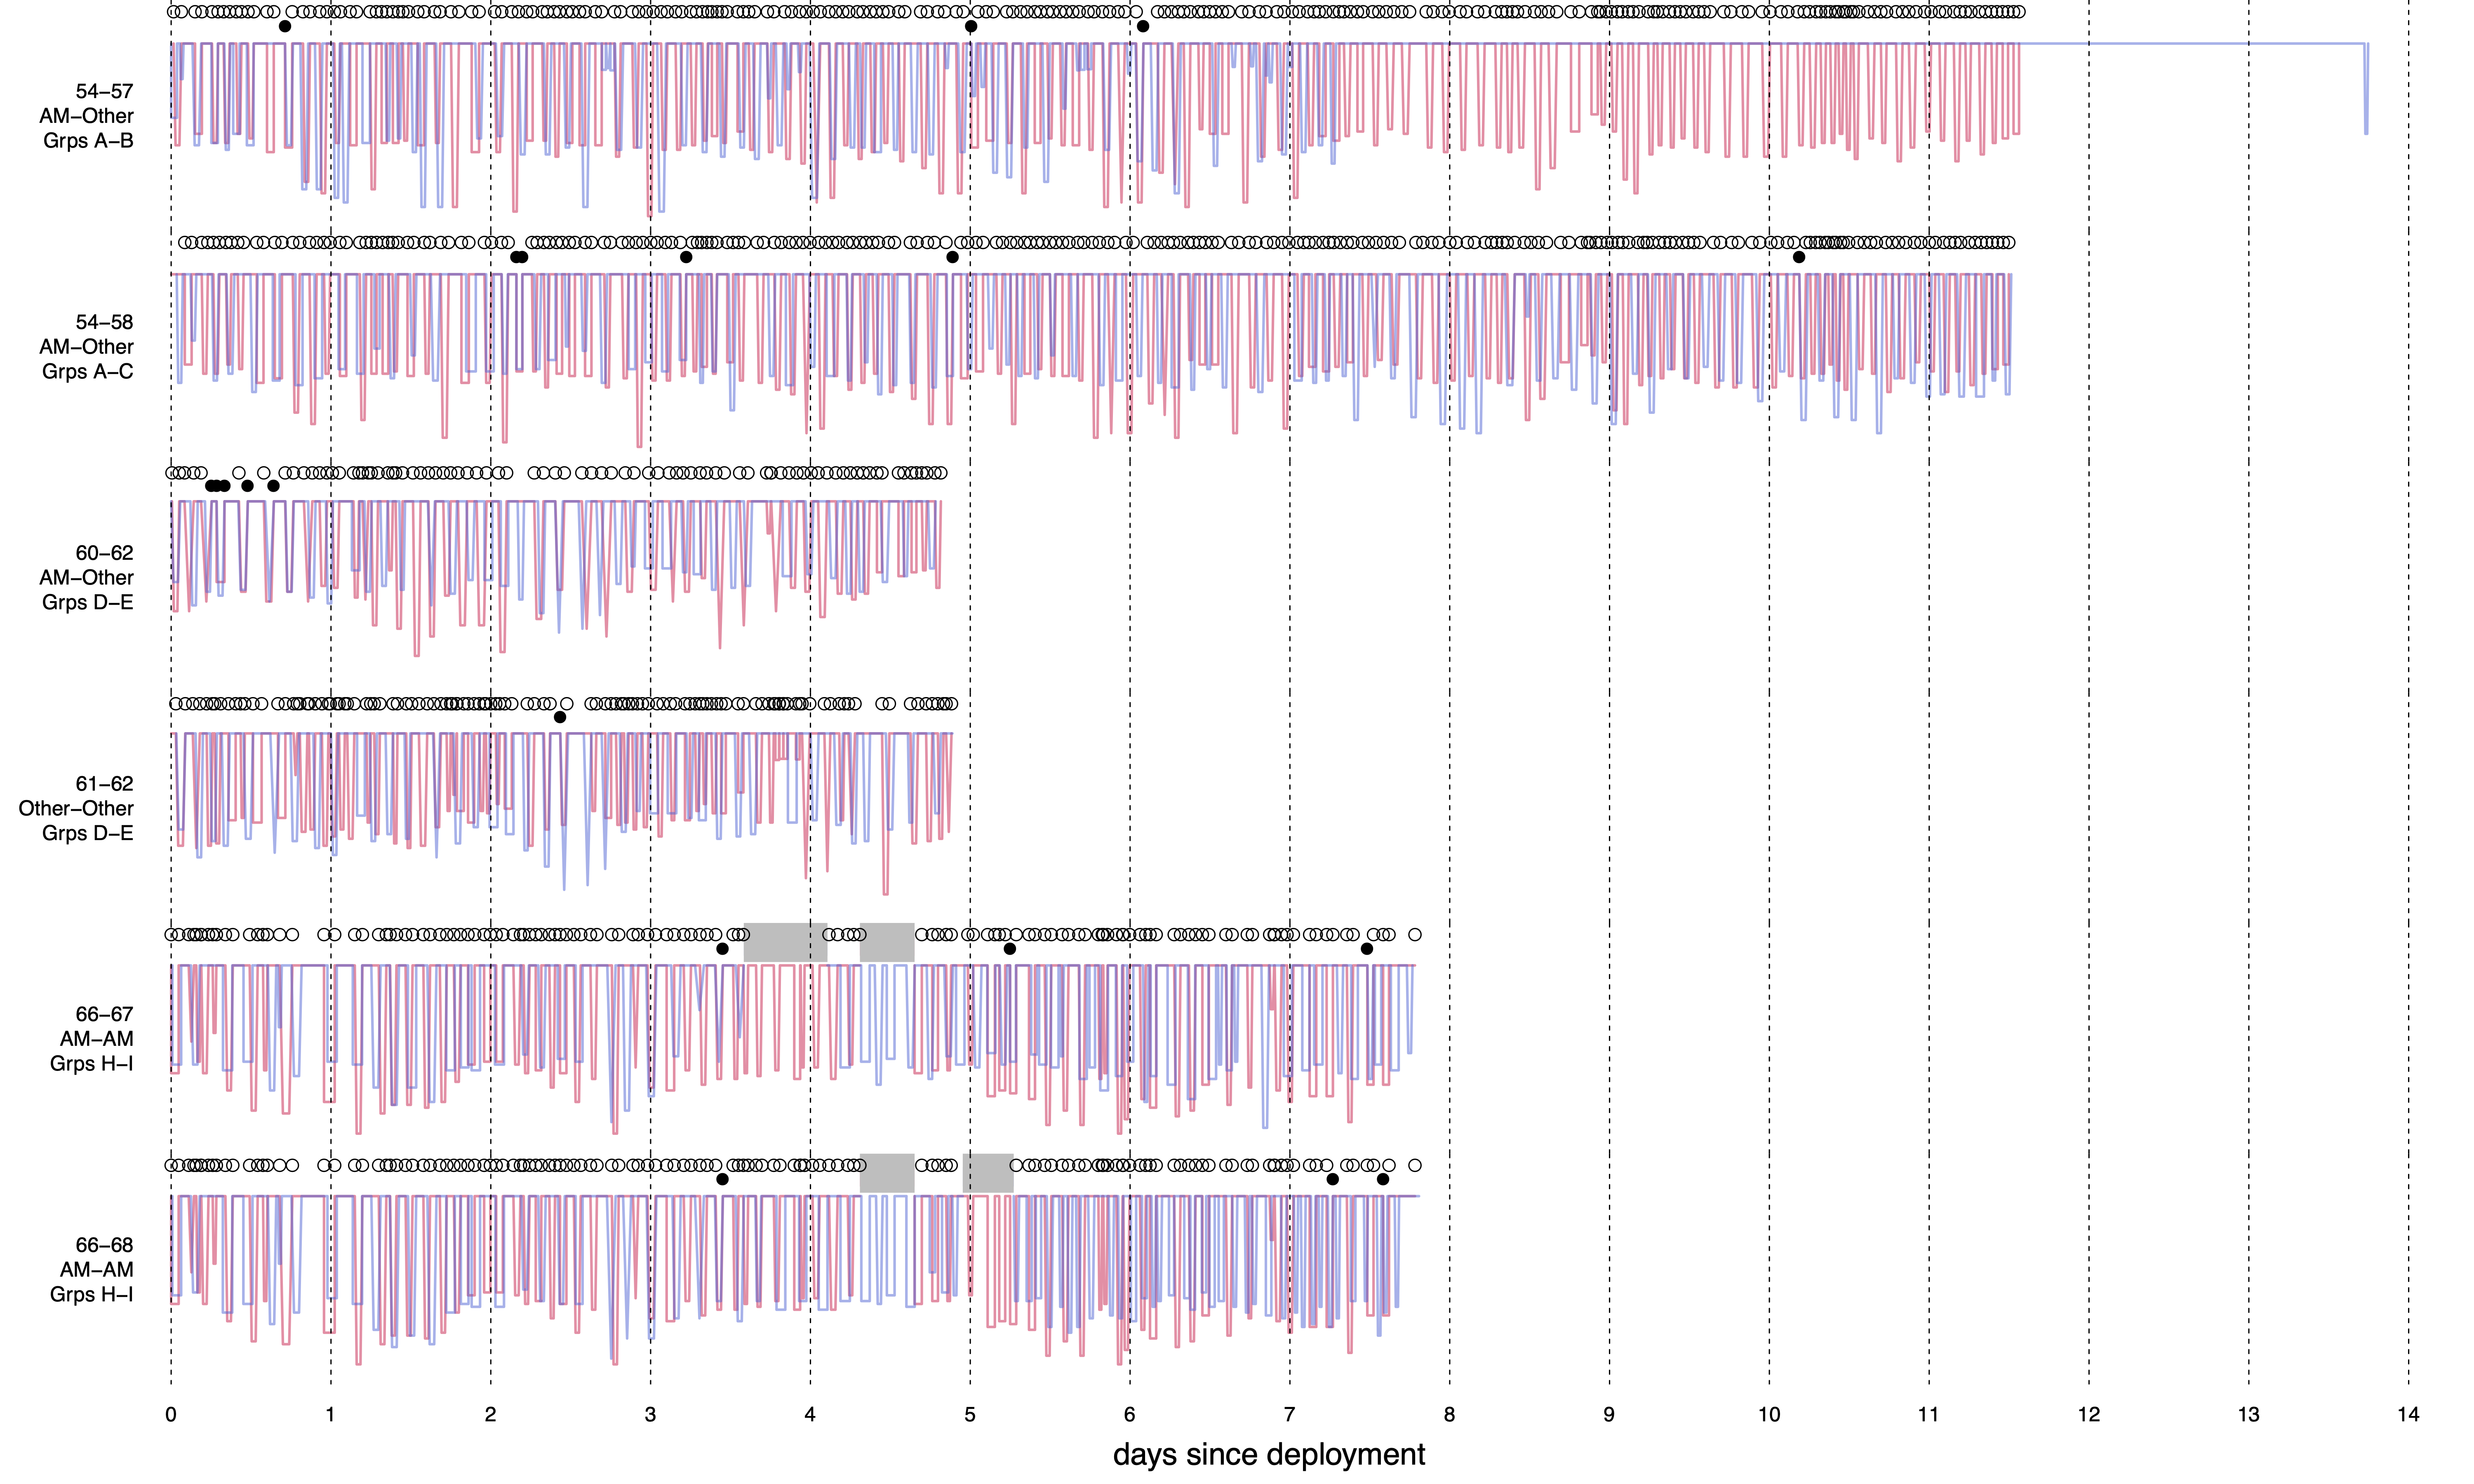 54–57
AM–Other
Grps A–B
54–58
AM–Other
Grps A–C
60–62
AM–Other
Grps D–E
61–62
Other–Other
Grps D–E
66–67
AM–AM
Grps H–I
66–68
AM–AM
Grps H–I
0 1 2 3 4 5 6 7 8 9 10 11 12 13 14
days since deployment